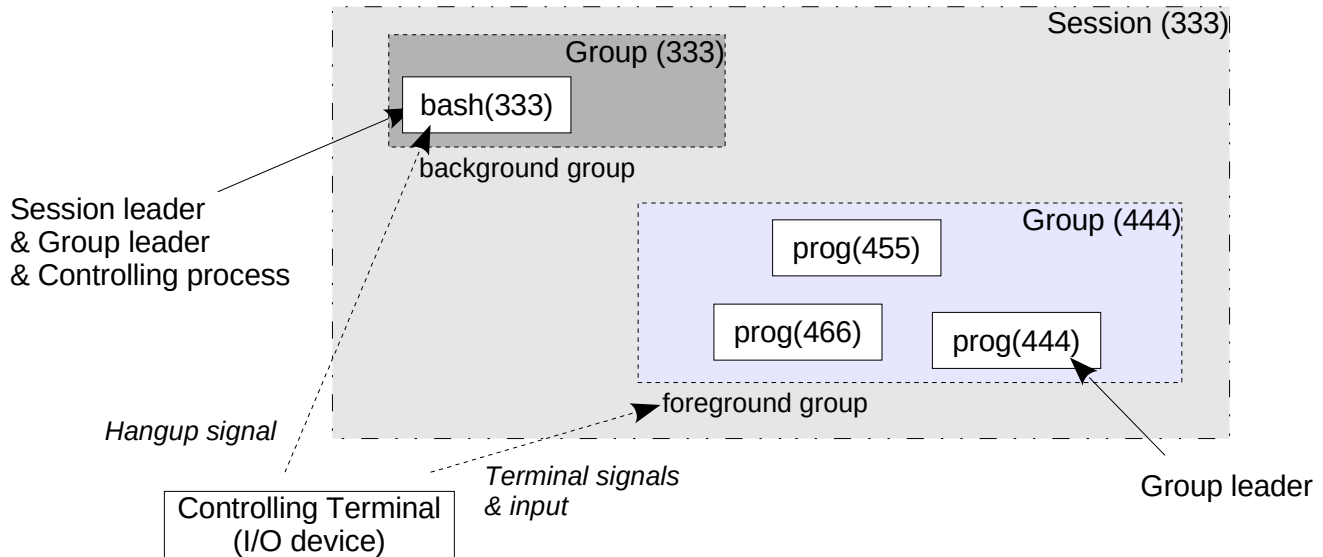 Session (333)
Group (333)
bash(333)
background group
Session leader
& Group leader
& Controlling process
Group (444)
prog(455)
prog(466)
prog(444)
foreground group
Hangup signal
Terminal signals
& input
Group leader
Controlling Terminal
(I/O device)